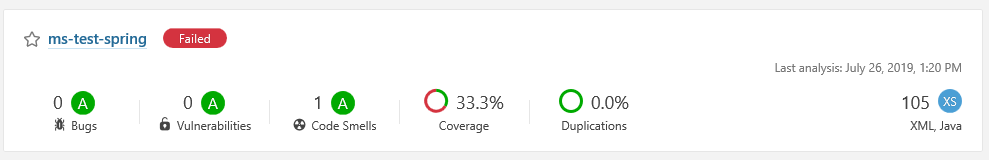 ms-test-spring Failed
Last analysis: July 26, 2019, 1:20 PM
0 A 0 A 1 A 33.3% 0.0% 105 XS
Bugs Vulnerabilities Code Smells Coverage Duplications XML, Java